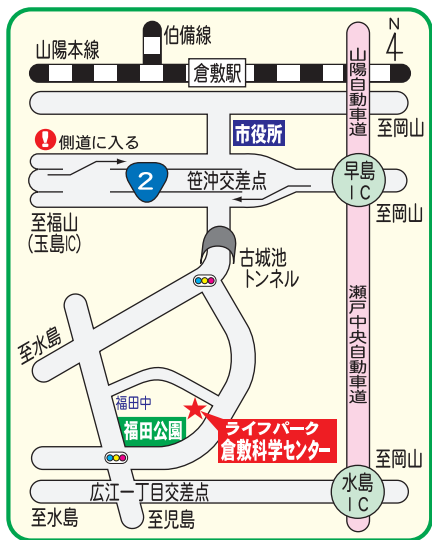 伯備線
N
山陽本線
倉敷駅
山陽自動車道
至岡山
市役所
!
側道に入る
2
笹沖交差点
早島
IC
至岡山
至福山
(玉島IC)
古城池
トンネル
瀬戸中央自動車道
至水島
福田中
福田公園
ライフパーク
倉敷科学センター
至岡山
水島
IC
広江一丁目交差点
至水島
至児島